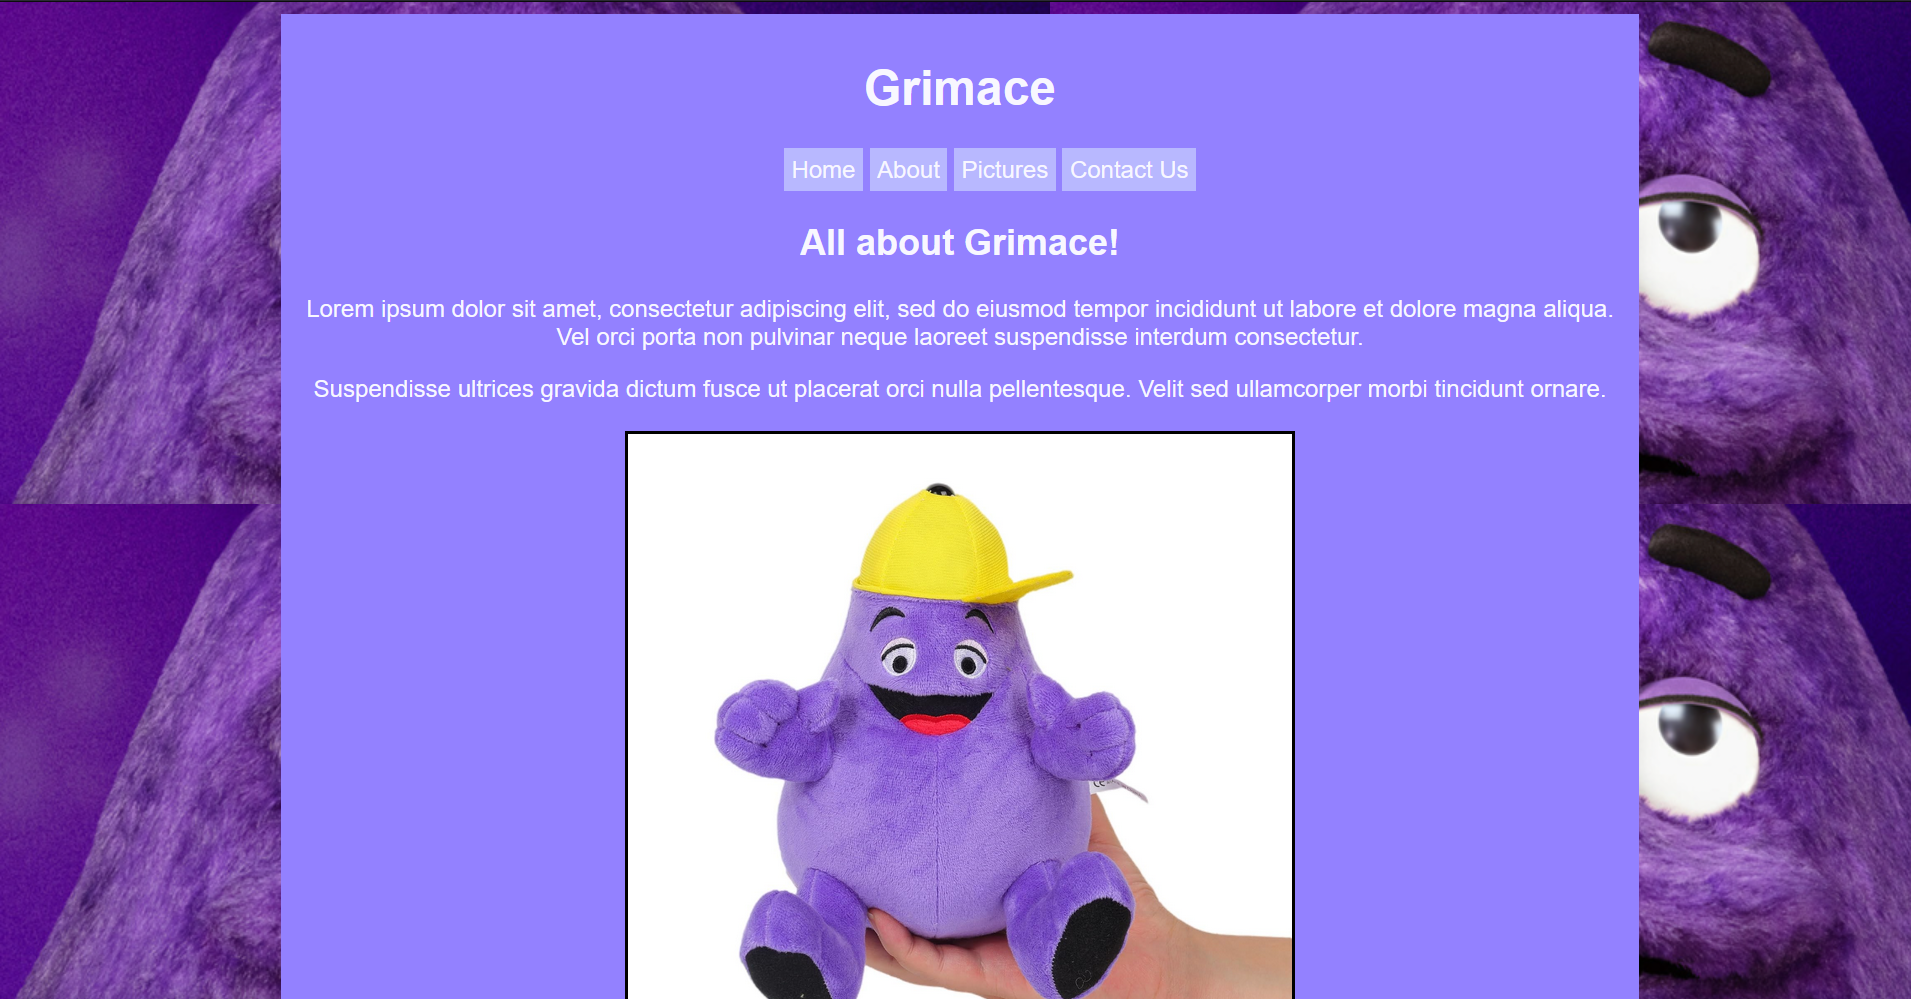 Grimace
Home About Pictures Contact Us
All about Grimace!
Lorem ipsum dolor sit amet, consectetur adipiscing elit, sed do eiusmod tempor incididunt ut labore et dolore magna aliqua.
Vel orci porta non pulvinar neque laoreet suspendisse interdum consectetur.
Suspendisse ultrices gravida dictum fusce ut placerat orci nulla pellentesque. Velit sed ullamcorper morbi tincidunt ornare.